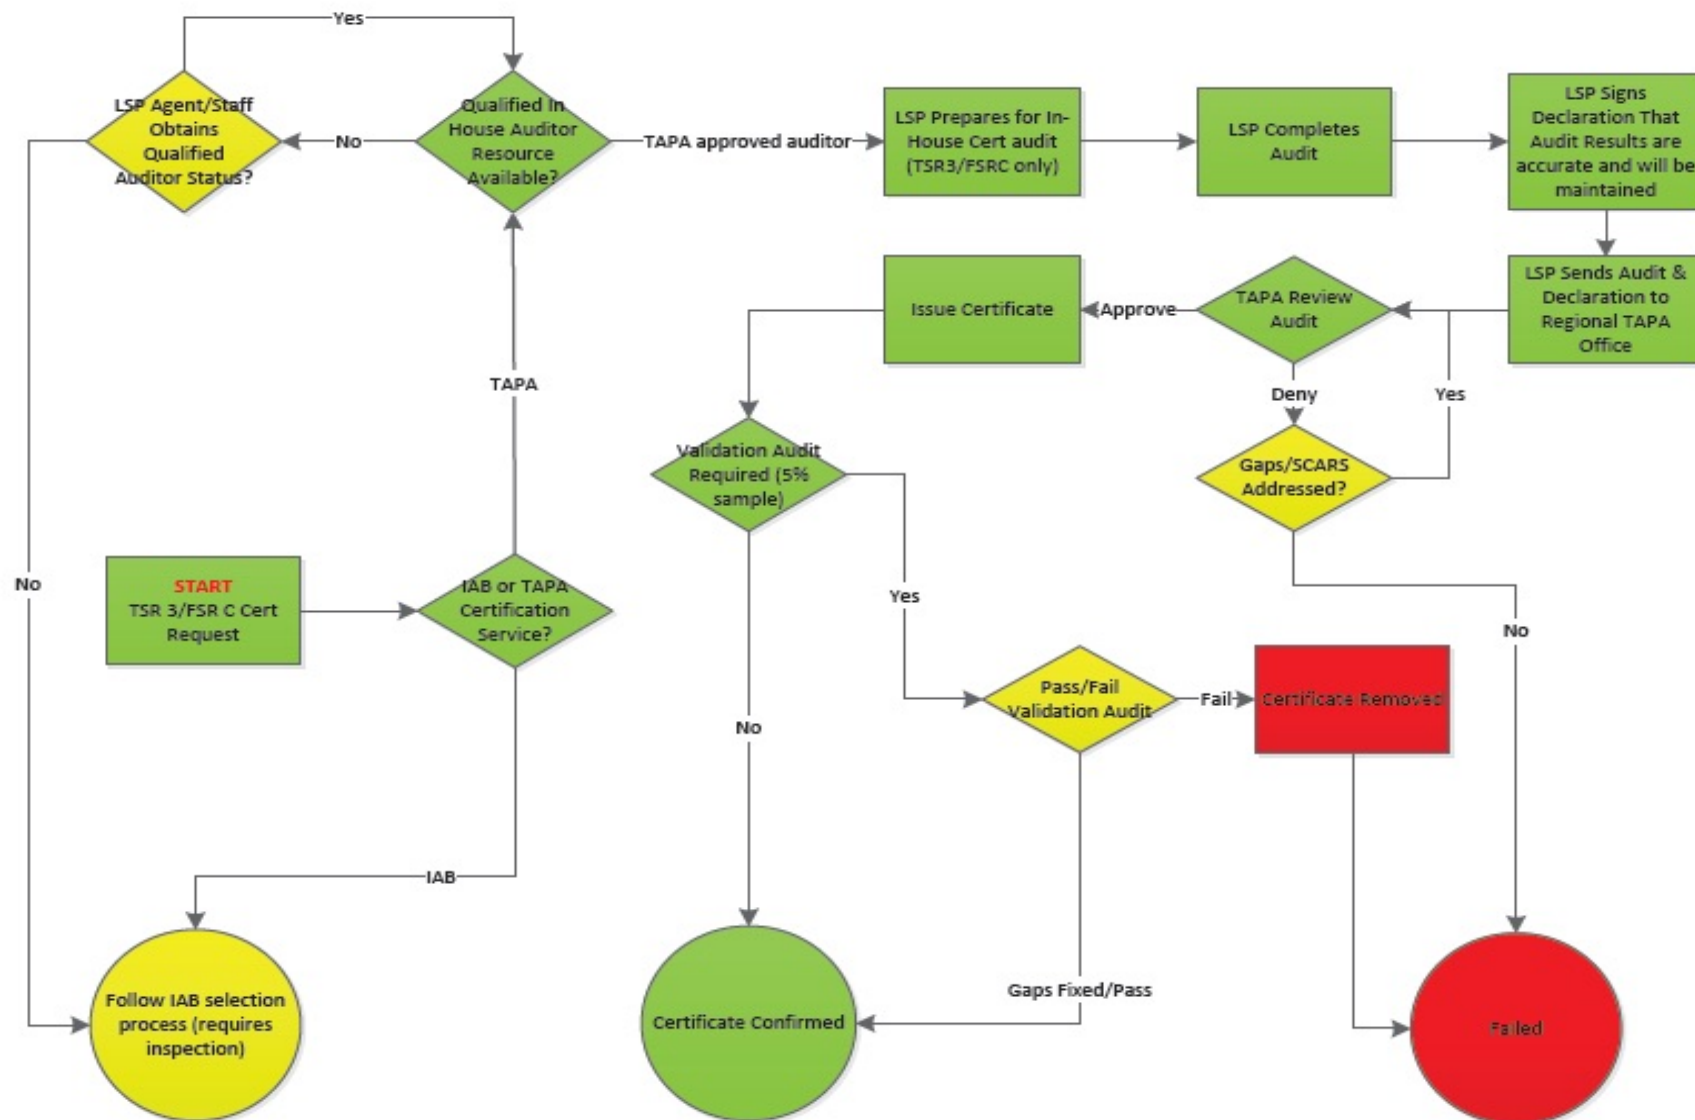 Yes
LSP Agent/Staff
Obtains
Qualified
Auditor Status?
No
Qualified In
House Auditor
Resource
Available?
TAPA approved auditor
LSP Prepares for In-
House Cert audit
(TSR3/FSRC only)
LSP Completes
Audit
LSP Signs
Declaration That
Audit Results are
accurate and will be
maintained
Issue Certificate
Approve
TAPA Review
Audit
LSP Sends Audit &
Declaration to
Regional TAPA
Office
TAPA
Deny
Yes
Validation Audit
Required (5%
sample)
Gaps/SCARS
Addressed?
No
START
TSR 3/FSR C Cert
Request
IAB or TAPA
Certification
Service?
Yes
No
Pass/Fail
Validation Audit
Fail
Certificate Removed
No
IAB
Follow IAB selection
process (requires
inspection)
Certificate Confirmed
Gaps Fixed/Pass
Failed